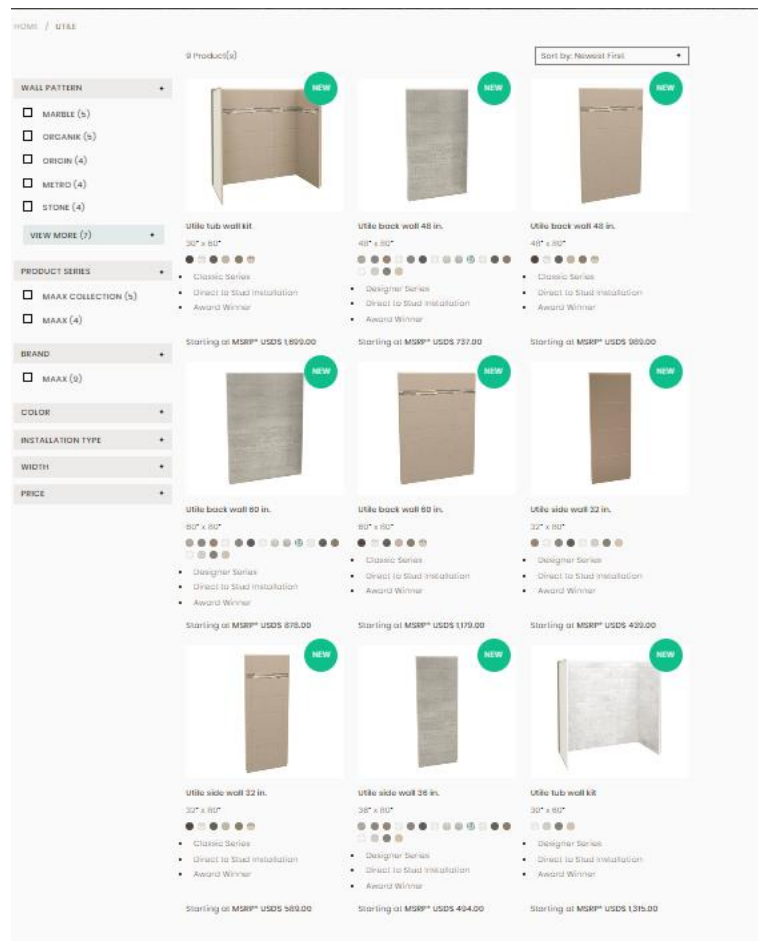 HOME / UTILE
9 Product(s)
Sort by: Newest First
WALL PATTERN +
MARBLE (5)
ORGANIK (5)
ORIGIN (4)
METRO (4)
STONE (4)
VIEW MORE (7) +
PRODUCT SERIES +
MAAX COLLECTION (5)
MAAX (4)
BRAND +
MAAX (9)
COLOR +
INSTALLATION TYPE +
WIDTH +
PRICE +
NEW
Utile tub wall kit
30" x 60"
Classic Series
Direct to Stud Installation
Award Winner
Starting at MSRP* USD$ 1,699.00
NEW
Utile back wall 48 in.
48" x 80"
Designer Series
Direct to Stud Installation
Award Winner
Starting at MSRP* USD$ 737.00
NEW
Utile back wall 48 in.
48" x 80"
Classic Series
Direct to Stud Installation
Award Winner
Starting at MSRP* USD$ 989.00
NEW
Utile back wall 60 in.
60" x 80"
Designer Series
Direct to Stud Installation
Award Winner
Starting at MSRP* USD$ 878.00
NEW
Utile back wall 60 in.
60" x 80"
Classic Series
Direct to Stud Installation
Award Winner
Starting at MSRP* USD$ 1,179.00
NEW
Utile side wall 32 in.
32" x 80"
Designer Series
Direct to Stud Installation
Award Winner
Starting at MSRP* USD$ 439.00
NEW
Utile side wall 32 in.
32" x 80"
Classic Series
Direct to Stud Installation
Award Winner
Starting at MSRP* USD$ 589.00
NEW
Utile side wall 36 in.
36" x 80"
Designer Series
Direct to Stud Installation
Award Winner
Starting at MSRP* USD$ 494.00
NEW
Utile tub wall kit
30" x 60"
Designer Series
Direct to Stud Installation
Award Winner
Starting at MSRP* USD$ 1,315.00